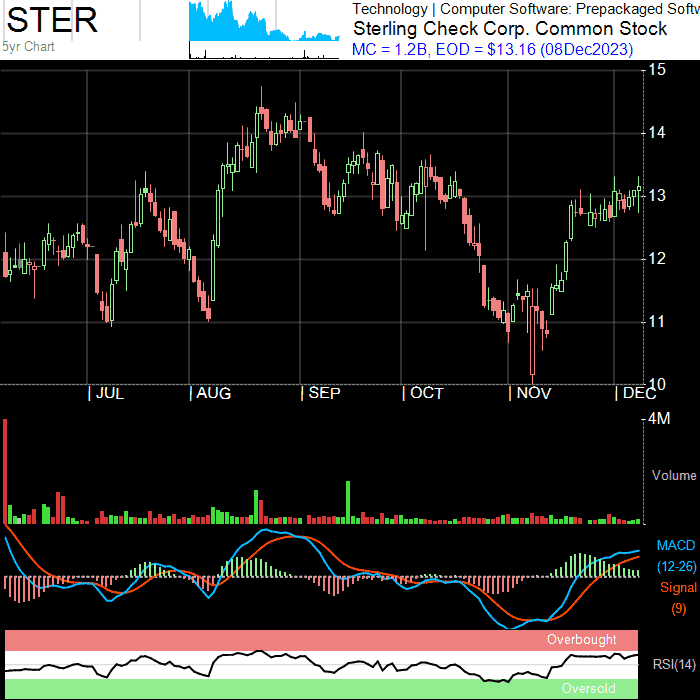 STER
5yr Chart
Technology | Computer Software: Prepackaged Softw
Sterling Check Corp. Common Stock
MC = 1.2B, EOD = $13.16 (08Dec2023)
15
14
13
12
11
10
| JUL | AUG | SEP | OCT | NOV | DEC
4M
Volume
MACD
(12-26)
Signal
(9)
Overbought
RSI(14)
Oversold